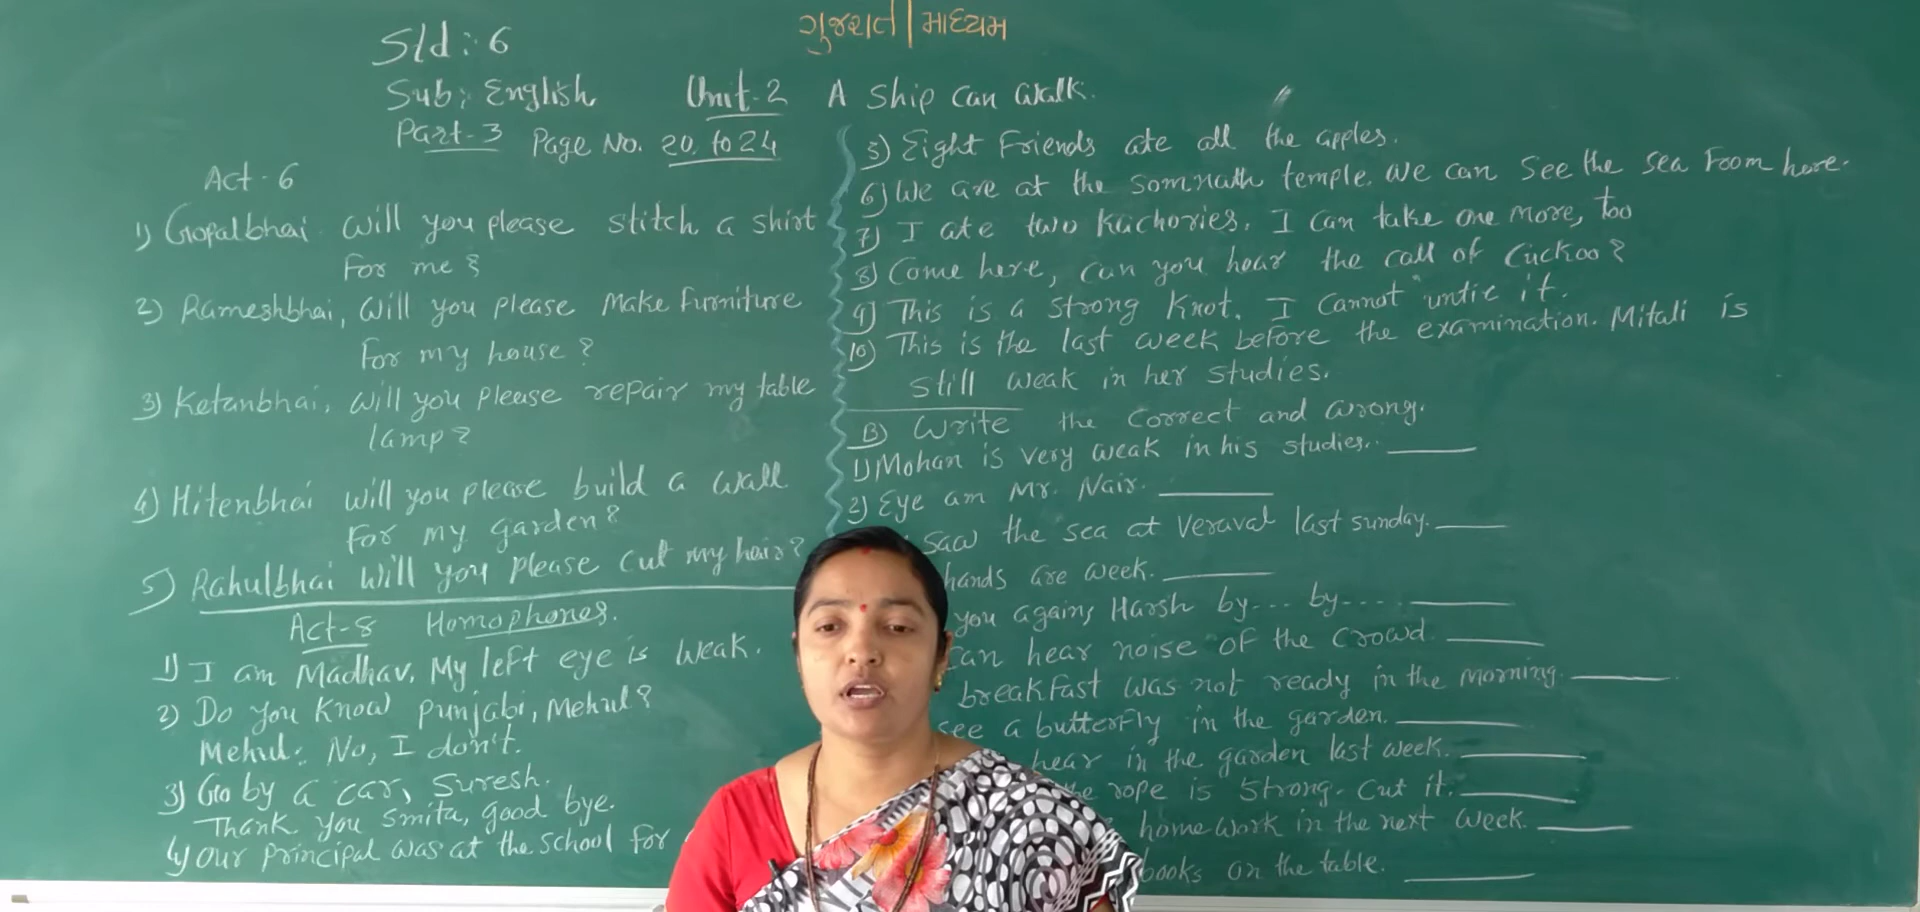 ગુજરાતી માધ્યમ
Std: 6
Sub: English Unit-2 A Ship Can Walk.
Part-3 Page No. 20 to 24
Act-6
1) Gopalbhai will you please stitch a shirt
For me?
2) Rameshbhai, Will you please Make Furniture
For my house?
3) Ketanbhai, will you please repair my table
lamp?
4) Hitenbhai will you please build a wall
For my garden?
5) Rahulbhai will you please cut my hair?
Act-8 Homophones.
1) I am Madhav. My left eye is weak.
2) Do you know Punjabi, Mehul?
Mehul: No, I don't.
3) Go by a car, Suresh.
Thank you Smita, good bye.
4) Our Principal was at the school for
5) Eight Friends ate all the apples.
6) We are at the Somnath temple. We can see the sea From here.
7) I ate two Kachories. I can take one more, too
8) Come here, can you hear the call of Cuckoo?
9) This is a strong Knot. I cannot untie it.
10) This is the last week before the examination. Mitali is
still weak in her studies.
B) Write the correct and wrong.
1) Mohan is very weak in his studies.
2) Eye am Mr. Nair.
saw the sea at Veraval last sunday.
hands are week.
you again, Harsh by... by....
can hear noise of the crowd.
breakfast was not ready in the morning.
see a butterfly in the garden.
hear in the garden last week.
rope is strong. cut it.
homework in the next week.
books on the table.